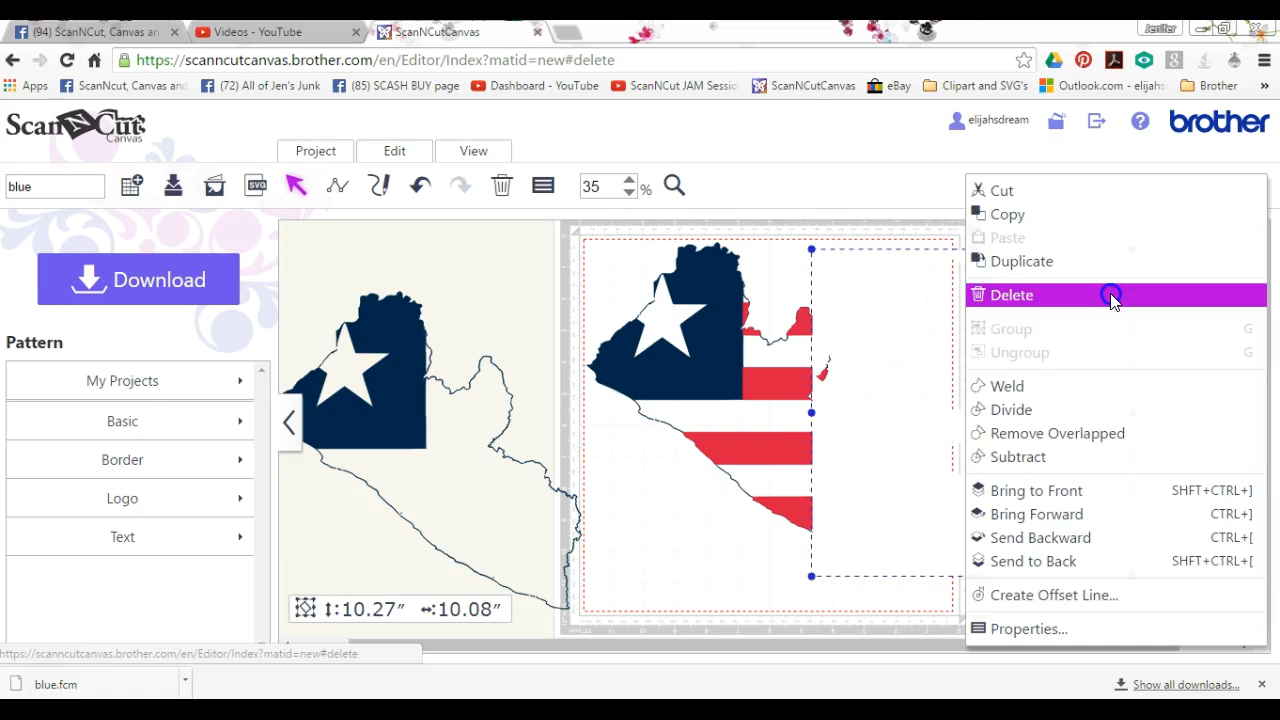 (94) ScanNCut, Canvas an
Videos - YouTube
ScanNCutCanvas
Jenifer
https://scanncutcanvas.brother.com/en/Editor/Index?matid=new#delete
Apps
ScanNcut, Canvas and
(72) All of Jen's Junk
(85) SCASH BUY page
Dashboard - YouTube
ScanNCut JAM Sessio
ScanNCutCanvas
eBay
Clipart and SVG's
Outlook.com - elijahs
Brother
»
ScanNCut
Canvas
elijahsdream
brother
Project
Edit
View
blue
SVG
35
%
Download
Pattern
My Projects
Basic
Border
Logo
Text
10.27"
10.08"
Cut
Copy
Paste
Duplicate
Delete
Group G
Ungroup G
Weld
Divide
Remove Overlapped
Subtract
Bring to Front SHFT+CTRL+]
Bring Forward CTRL+]
Send Backward CTRL+[
Send to Back SHFT+CTRL+[
Create Offset Line...
Properties...
https://scanncutcanvas.brother.com/en/Editor/Index?matid=new#delete
blue.fcm
Show all downloads...